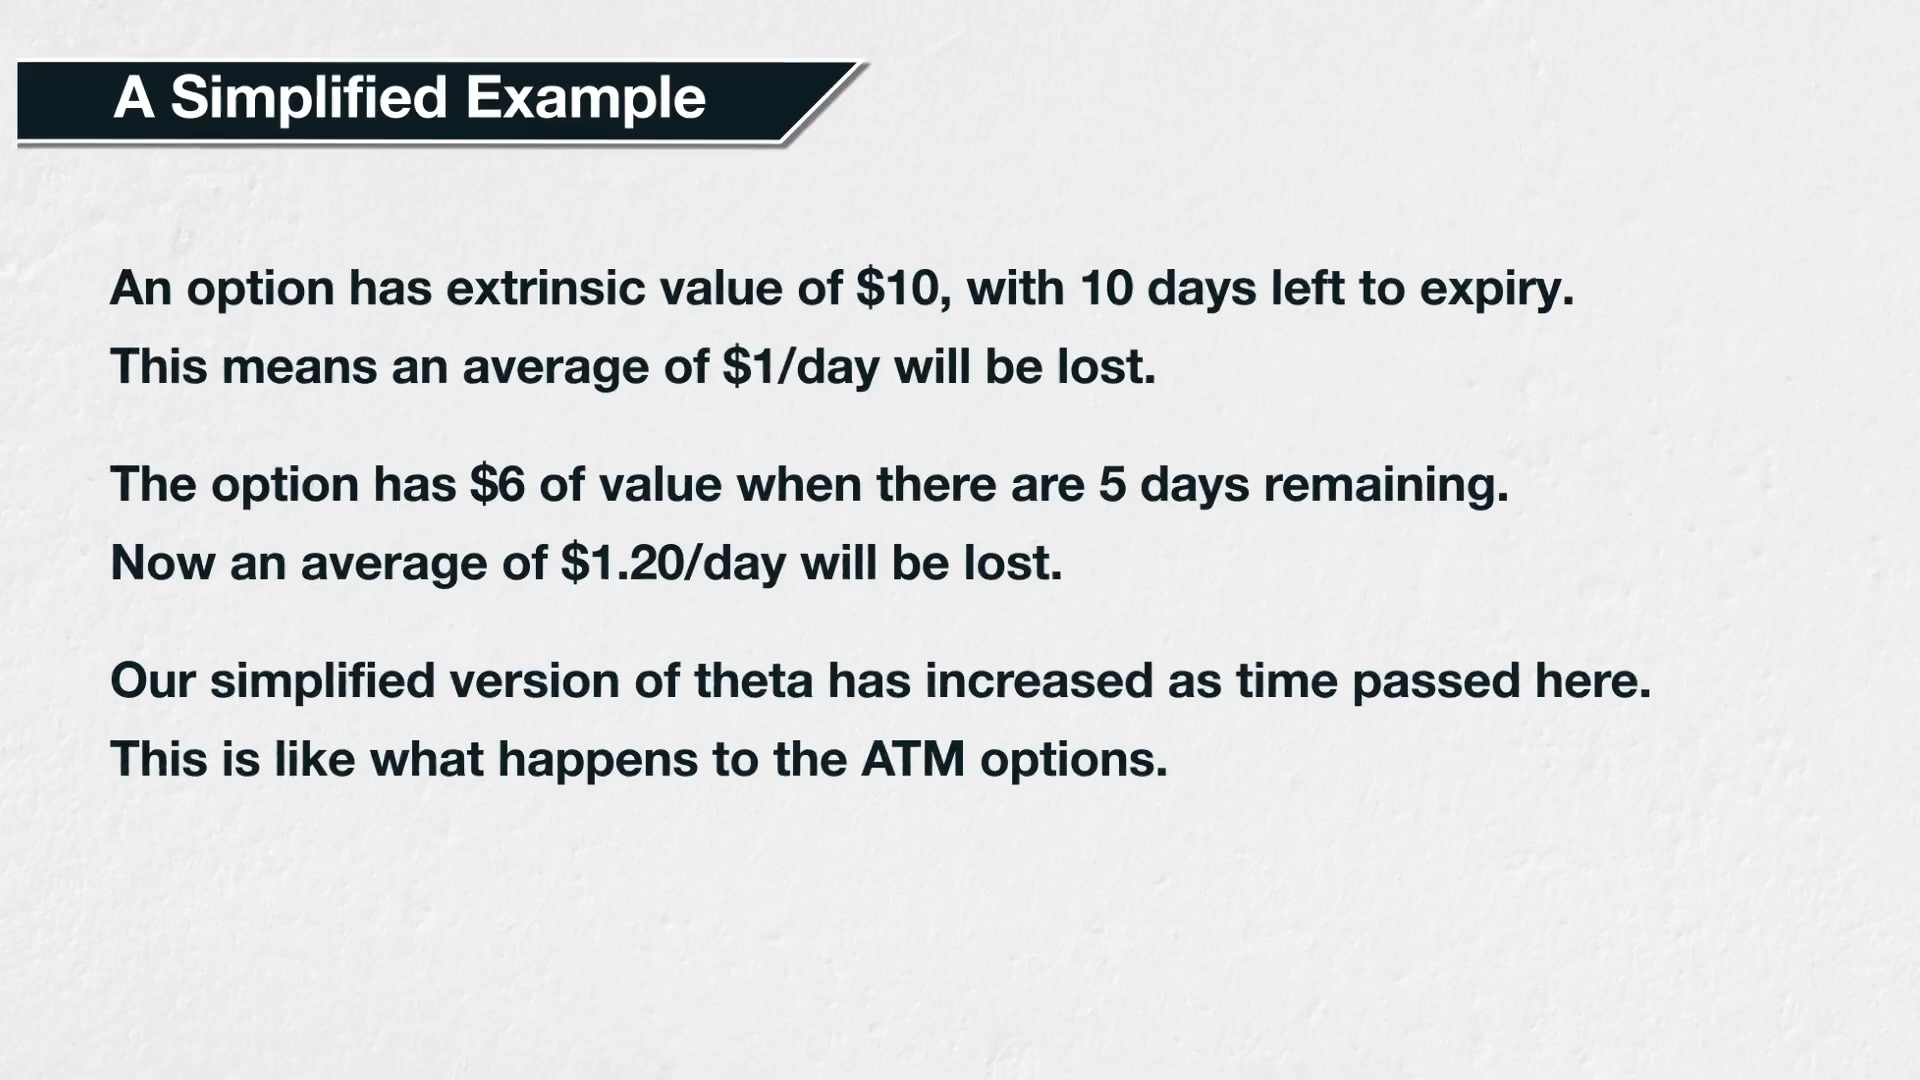 A Simplified Example
An option has extrinsic value of $10, with 10 days left to expiry.
This means an average of $1/day will be lost.
The option has $6 of value when there are 5 days remaining.
Now an average of $1.20/day will be lost.
Our simplified version of theta has increased as time passed here.
This is like what happens to the ATM options.